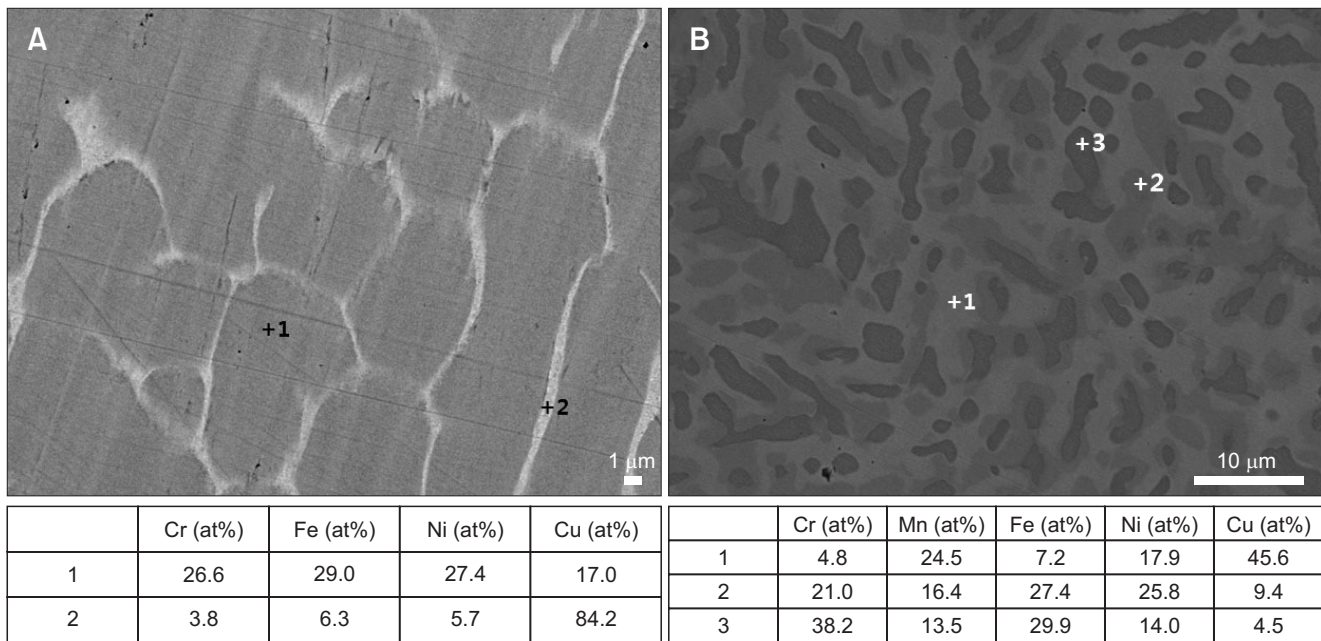 A
+1
+2
1 μm
B
+3
+2
+1
10 μm
Cr (at%) Fe (at%) Ni (at%) Cu (at%)
1 26.6 29.0 27.4 17.0
2 3.8 6.3 5.7 84.2
Cr (at%) Mn (at%) Fe (at%) Ni (at%) Cu (at%)
1 4.8 24.5 7.2 17.9 45.6
2 21.0 16.4 27.4 25.8 9.4
3 38.2 13.5 29.9 14.0 4.5